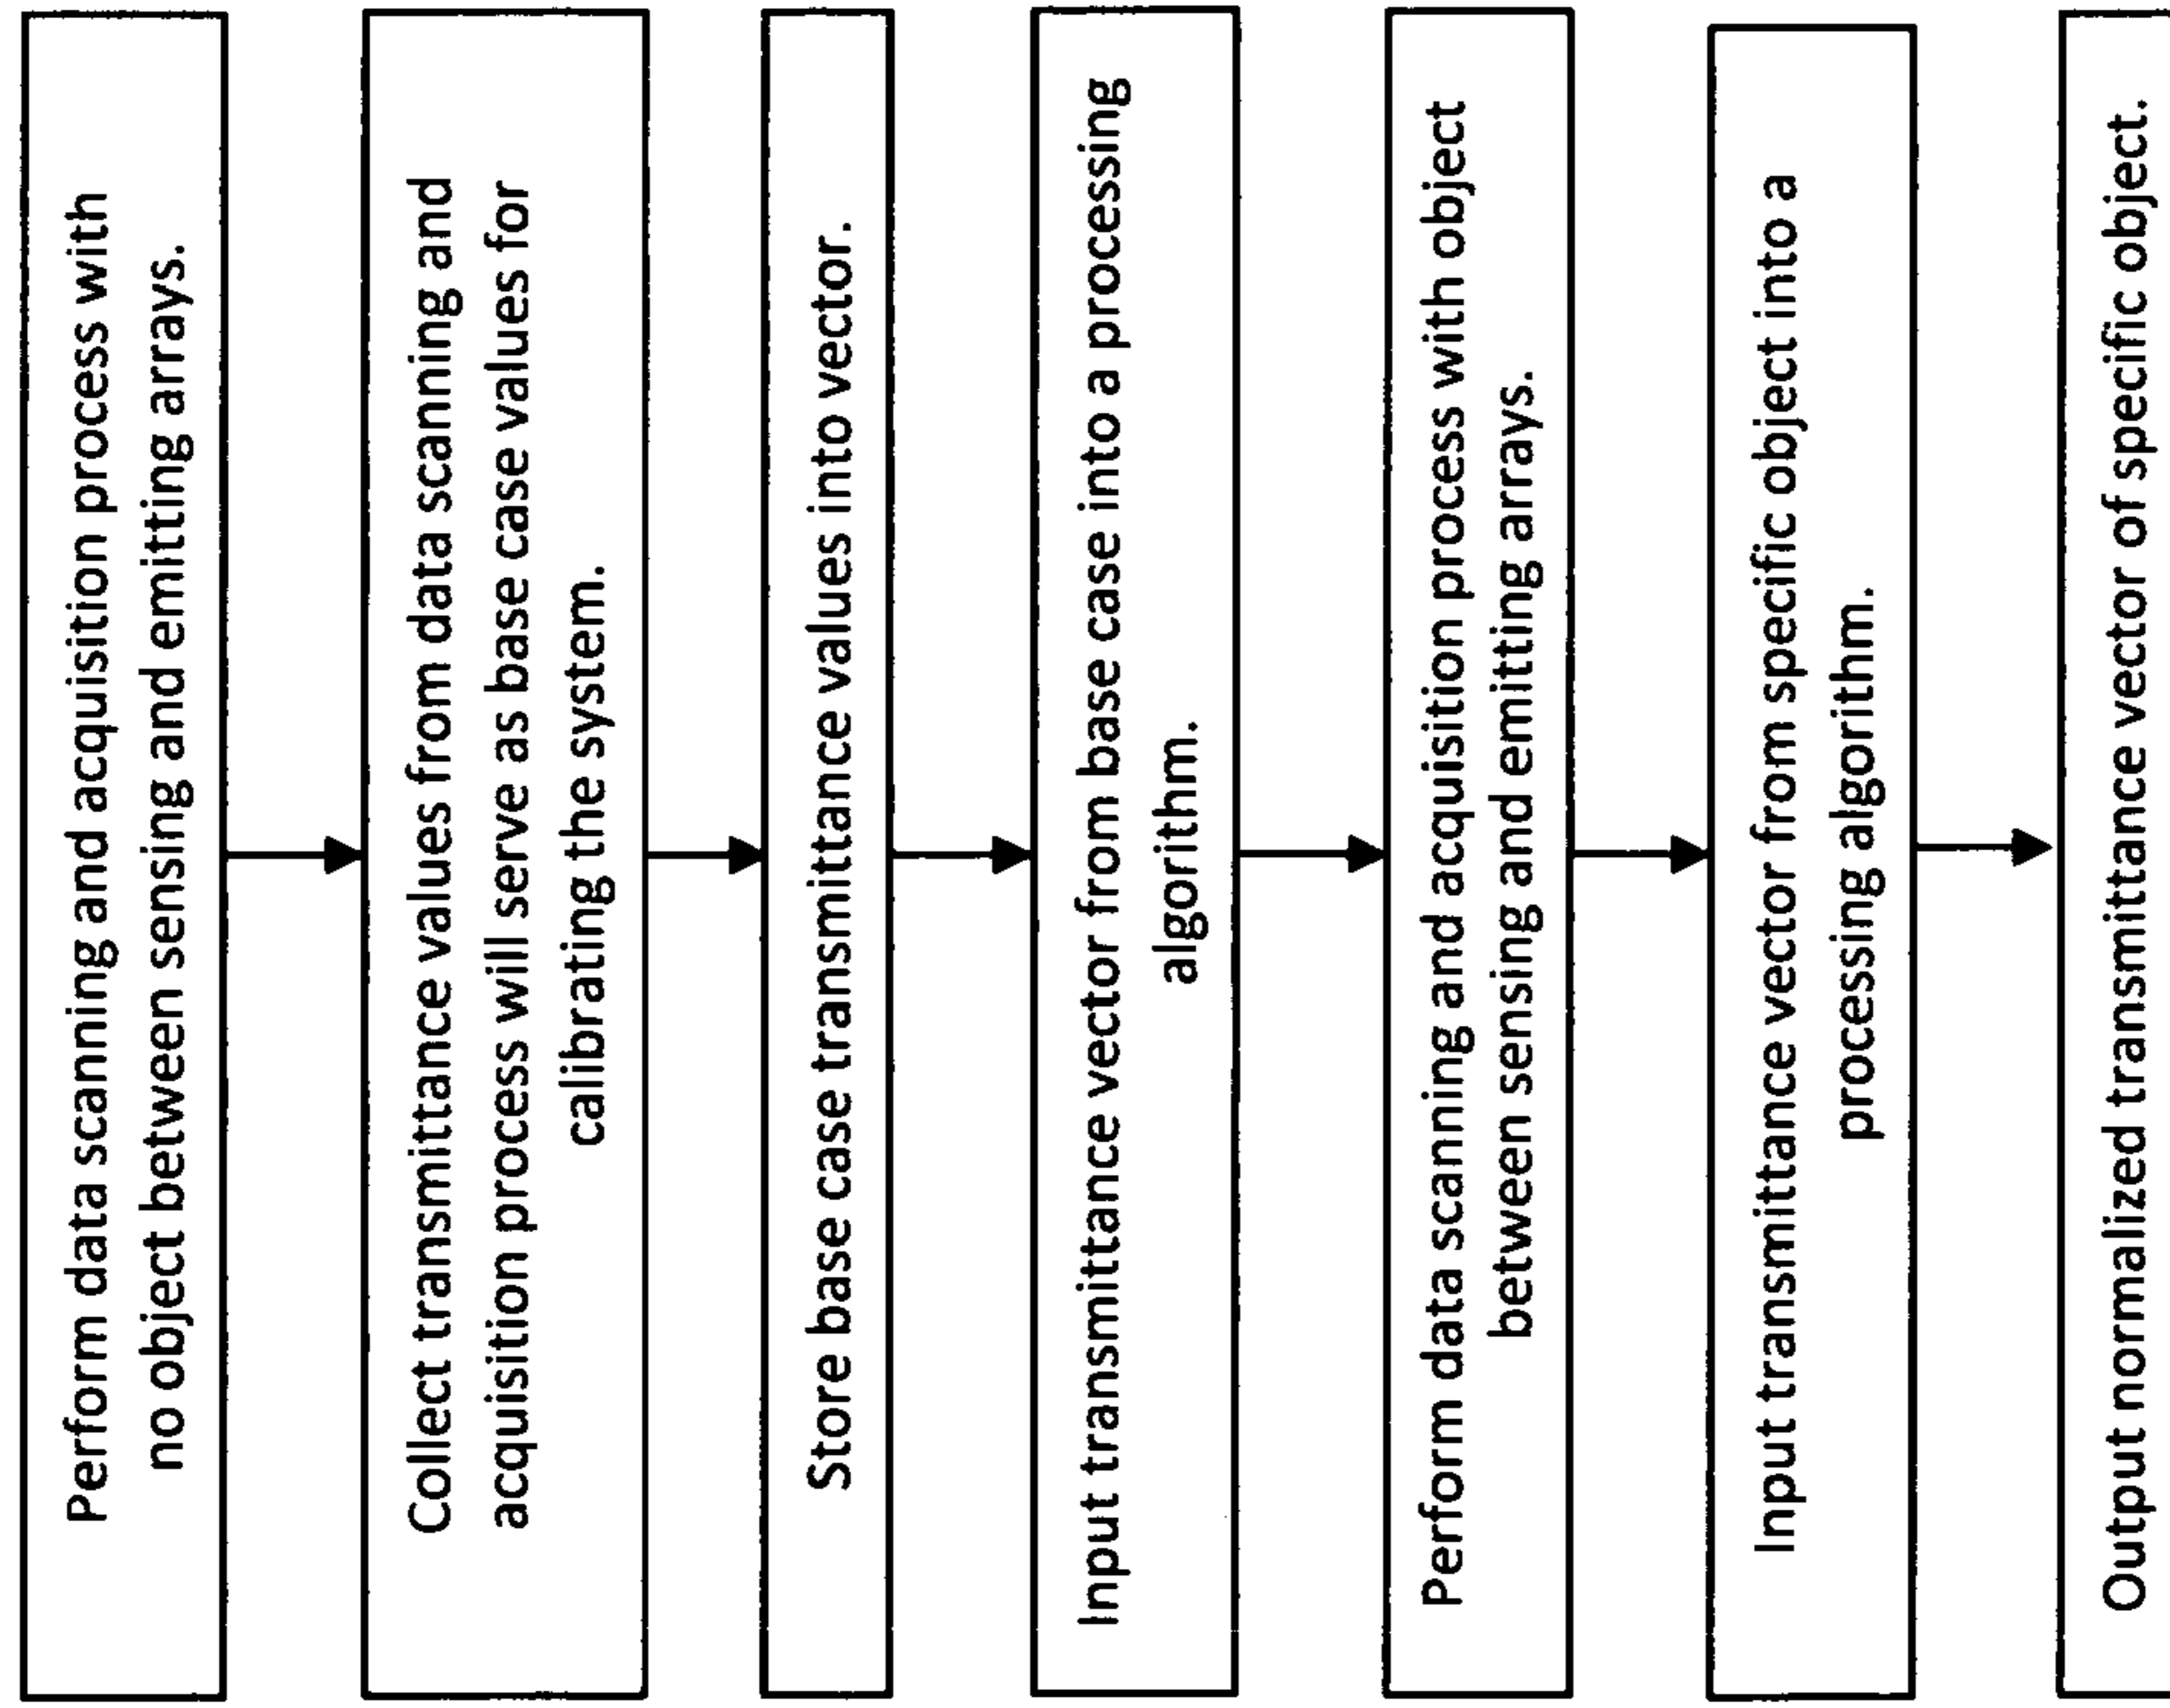 Perform data scanning and acquisition process with
no object between sensing and emitting arrays.
Collect transmittance values from data scanning and
acquisition process will serve as base case values for
calibrating the system.
Store base case transmittance values into vector.
Input transmittance vector from base case into a processing
algorithm.
Perform data scanning and acquisition process with object
between sensing and emitting arrays.
Input transmittance vector from specific object into a
processing algorithm.
Output normalized transmittance vector of specific object.